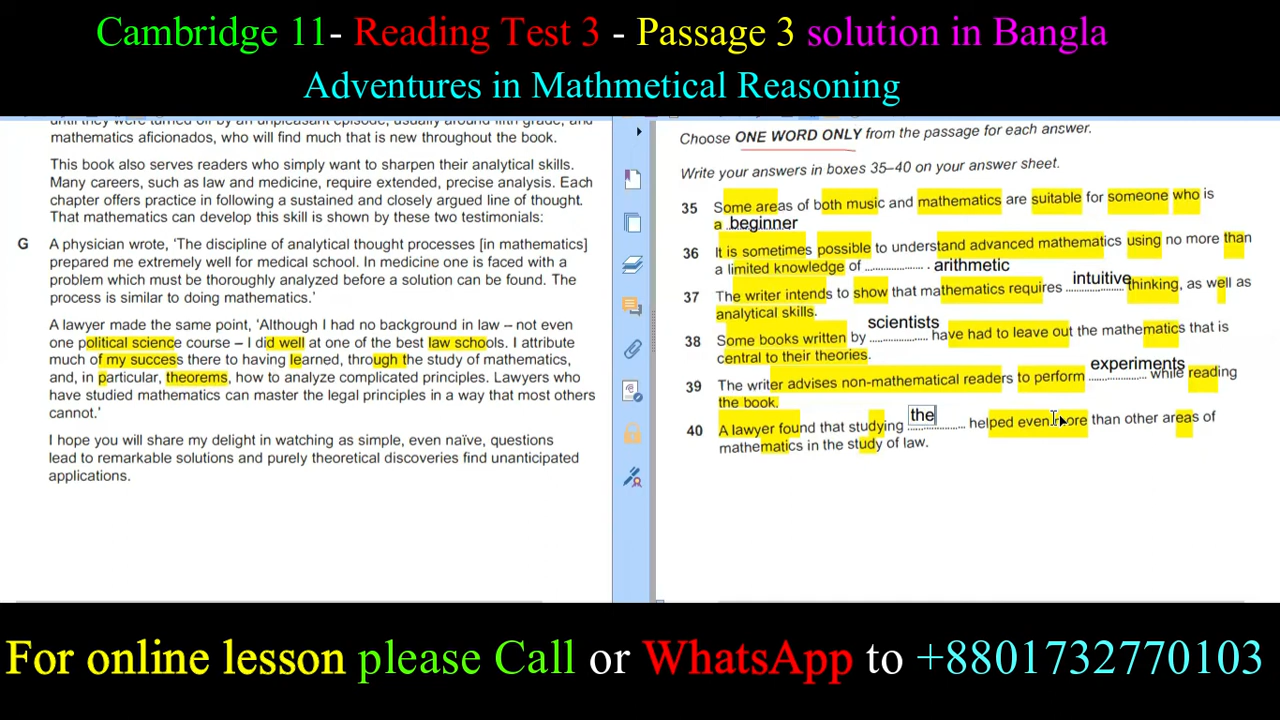 Cambridge 11- Reading Test 3 - Passage 3 solution in Bangla
Adventures in Mathmetical Reasoning
until they were turned off by an unpleasant episode, usually around fifth grade, and
mathematics aficionados, who will find much that is new throughout the book.
This book also serves readers who simply want to sharpen their analytical skills.
Many careers, such as law and medicine, require extended, precise analysis. Each
chapter offers practice in following a sustained and closely argued line of thought.
That mathematics can develop this skill is shown by these two testimonials:
G A physician wrote, 'The discipline of analytical thought processes [in mathematics]
prepared me extremely well for medical school. In medicine one is faced with a
problem which must be thoroughly analyzed before a solution can be found. The
process is similar to doing mathematics.'
A lawyer made the same point, 'Although I had no background in law – not even
one political science course – I did well at one of the best law schools. I attribute
much of my success there to having learned, through the study of mathematics,
and, in particular, theorems, how to analyze complicated principles. Lawyers who
have studied mathematics can master the legal principles in a way that most others
cannot.'
I hope you will share my delight in watching as simple, even naïve, questions
lead to remarkable solutions and purely theoretical discoveries find unanticipated
applications.
Choose ONE WORD ONLY from the passage for each answer.
Write your answers in boxes 35–40 on your answer sheet.
35 Some areas of both music and mathematics are suitable for someone who is
a beginner
36 It is sometimes possible to understand advanced mathematics using no more than
a limited knowledge of .................... . arithmetic
37 The writer intends to show that mathematics requires intuitive thinking, as well as
analytical skills.
38 Some books written by scientists have had to leave out the mathematics that is
central to their theories.
39 The writer advises non-mathematical readers to perform experiments while reading
the book.
40 A lawyer found that studying the helped even more than other areas of
mathematics in the study of law.
For online lesson please Call or WhatsApp to +8801732770103